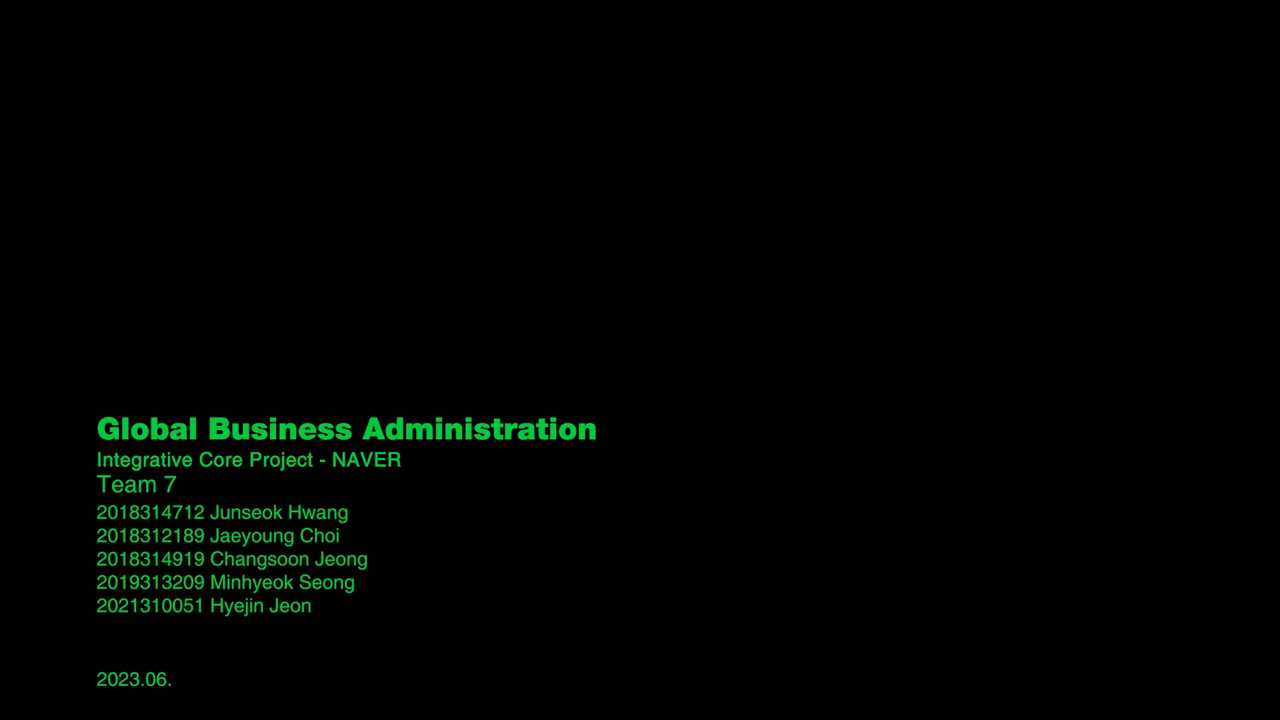 Global Business Administration
Integrative Core Project - NAVER
Team 7
2018314712 Junseok Hwang
2018312189 Jaeyoung Choi
2018314919 Changsoon Jeong
2019313209 Minhyeok Seong
2021310051 Hyejin Jeon
2023.06.